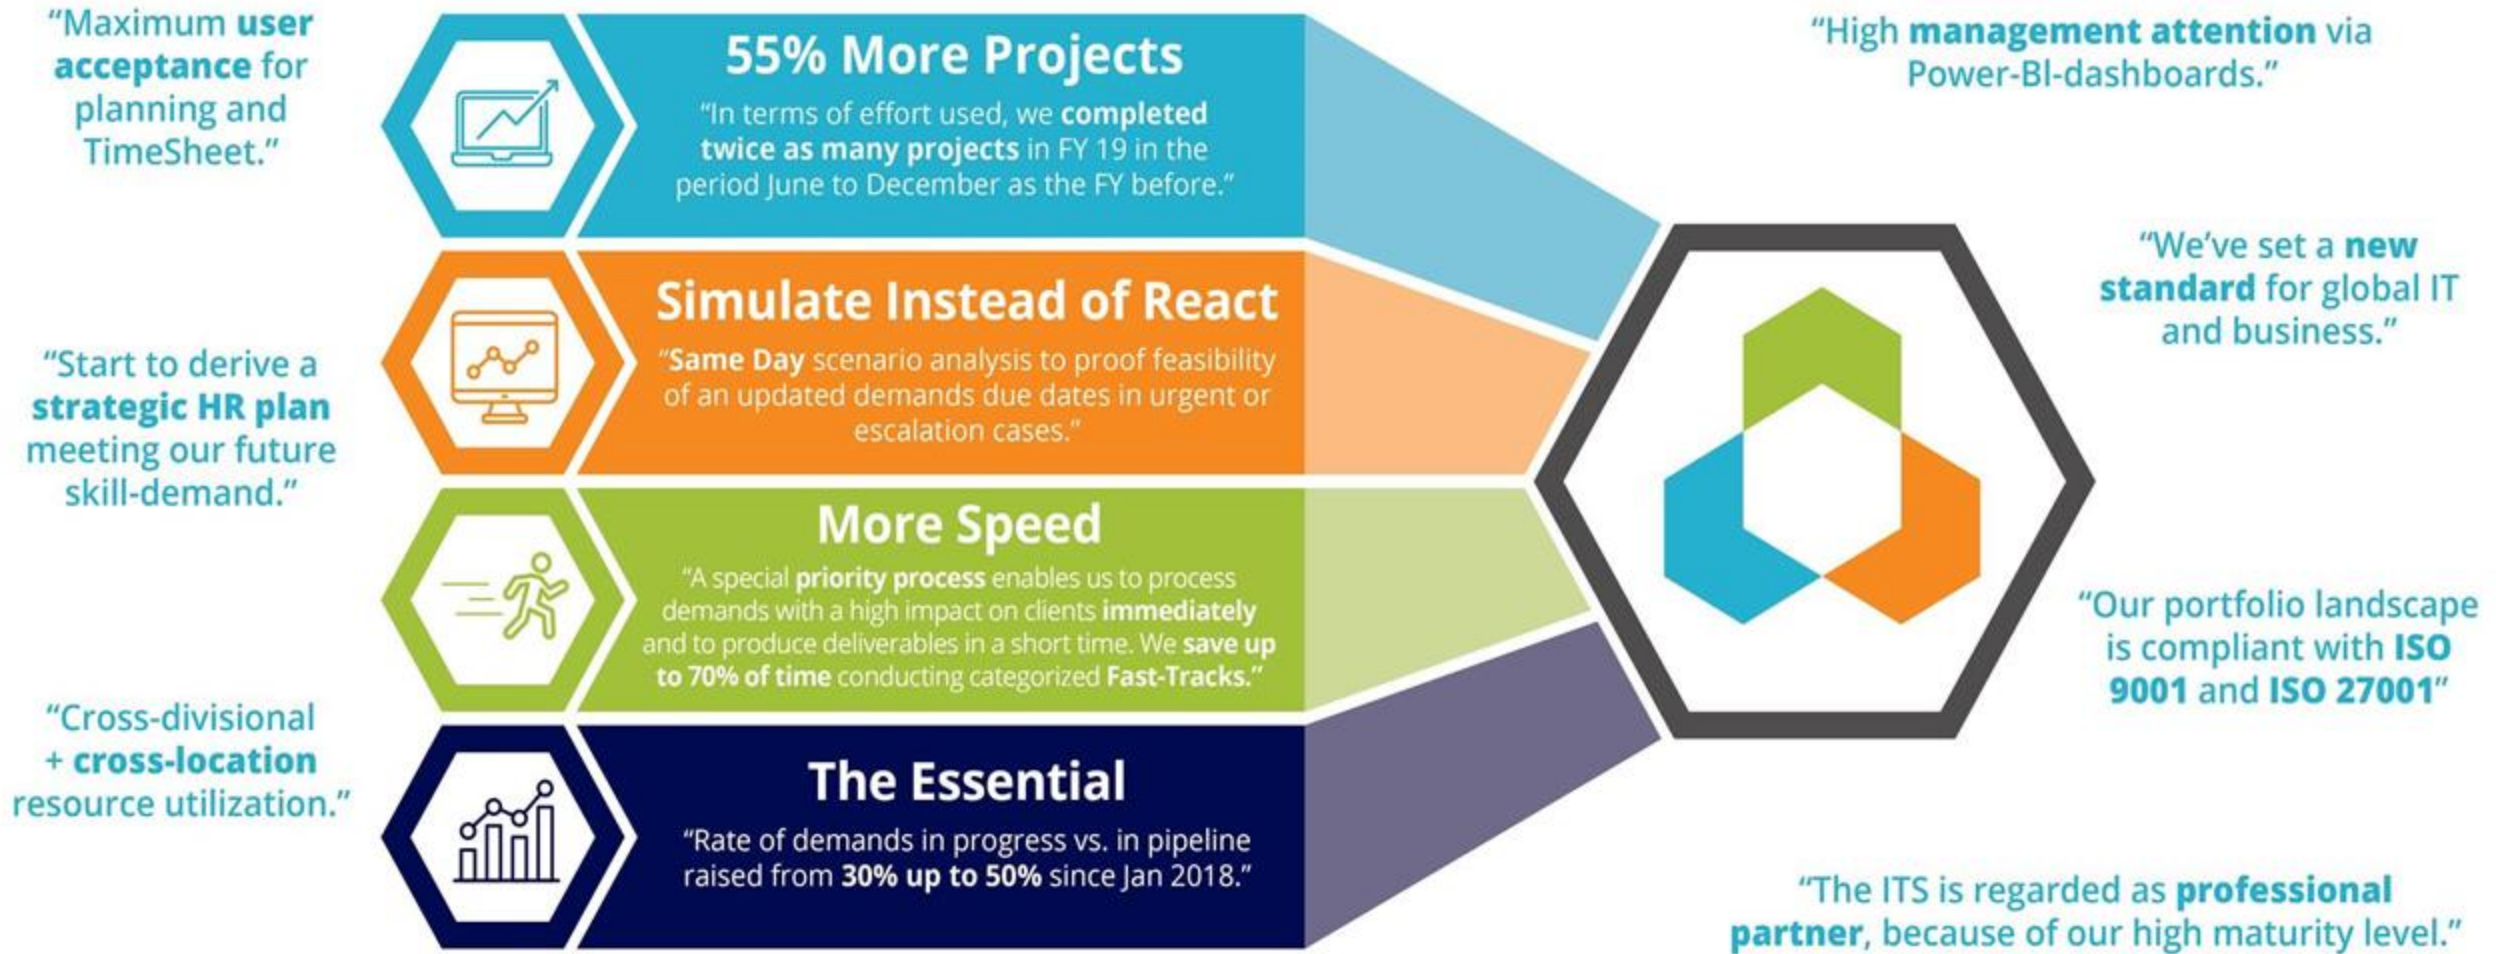 “Maximum user
acceptance for
planning and
TimeSheet.”
“Start to derive a
strategic HR plan
meeting our future
skill-demand.”
“Cross-divisional
+ cross-location
resource utilization.”
55% More Projects
“In terms of effort used, we completed
twice as many projects in FY 19 in the
period June to December as the FY before.”
Simulate Instead of React
“Same Day scenario analysis to proof feasibility
of an updated demands due dates in urgent or
escalation cases.”
More Speed
“A special priority process enables us to process
demands with a high impact on clients immediately
and to produce deliverables in a short time. We save up
to 70% of time conducting categorized Fast-Tracks.”
The Essential
“Rate of demands in progress vs. in pipeline
raised from 30% up to 50% since Jan 2018.”
“High management attention via
Power-BI-dashboards.”
“We’ve set a new
standard for global IT
and business.”
“Our portfolio landscape
is compliant with ISO
9001 and ISO 27001”
“The ITS is regarded as professional
partner, because of our high maturity level.”